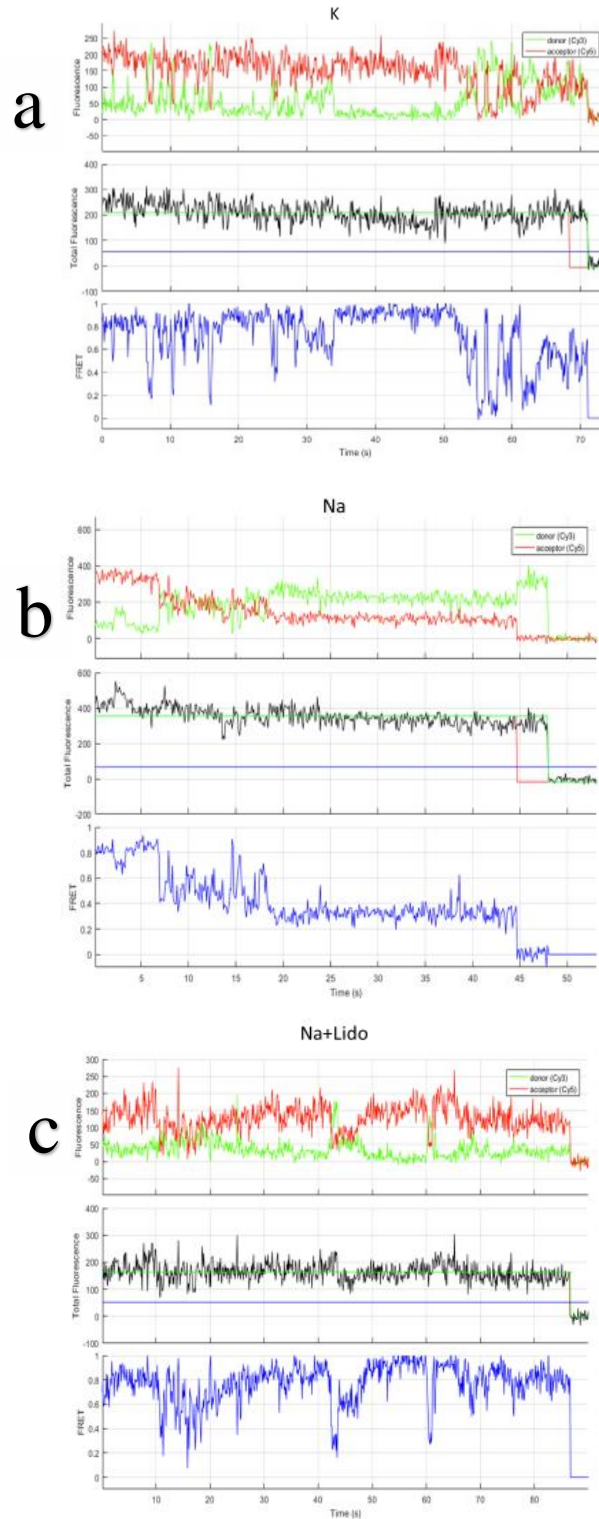 K
a
Fluorescence
250
200
150
100
50
0
-50
donor (Cy3)
acceptor (Cy5)
Total Fluorescence
400
300
200
100
0
-100
FRET
1
0.8
0.6
0.4
0.2
0
0 10 20 30 40 50 60 70
Time (s)
Na
b
Fluorescence
600
400
200
0
donor (Cy3)
acceptor (Cy5)
Total Fluorescence
600
400
200
0
-200
FRET
1
0.8
0.6
0.4
0.2
0
5 10 15 20 25 30 35 40 45 50
Time (s)
Na+Lido
c
Fluorescence
300
250
200
150
100
50
0
-50
donor (Cy3)
acceptor (Cy5)
Total Fluorescence
400
300
200
100
0
-100
FRET
1
0.8
0.6
0.4
0.2
0
10 20 30 40 50 60 70 80
Time (s)